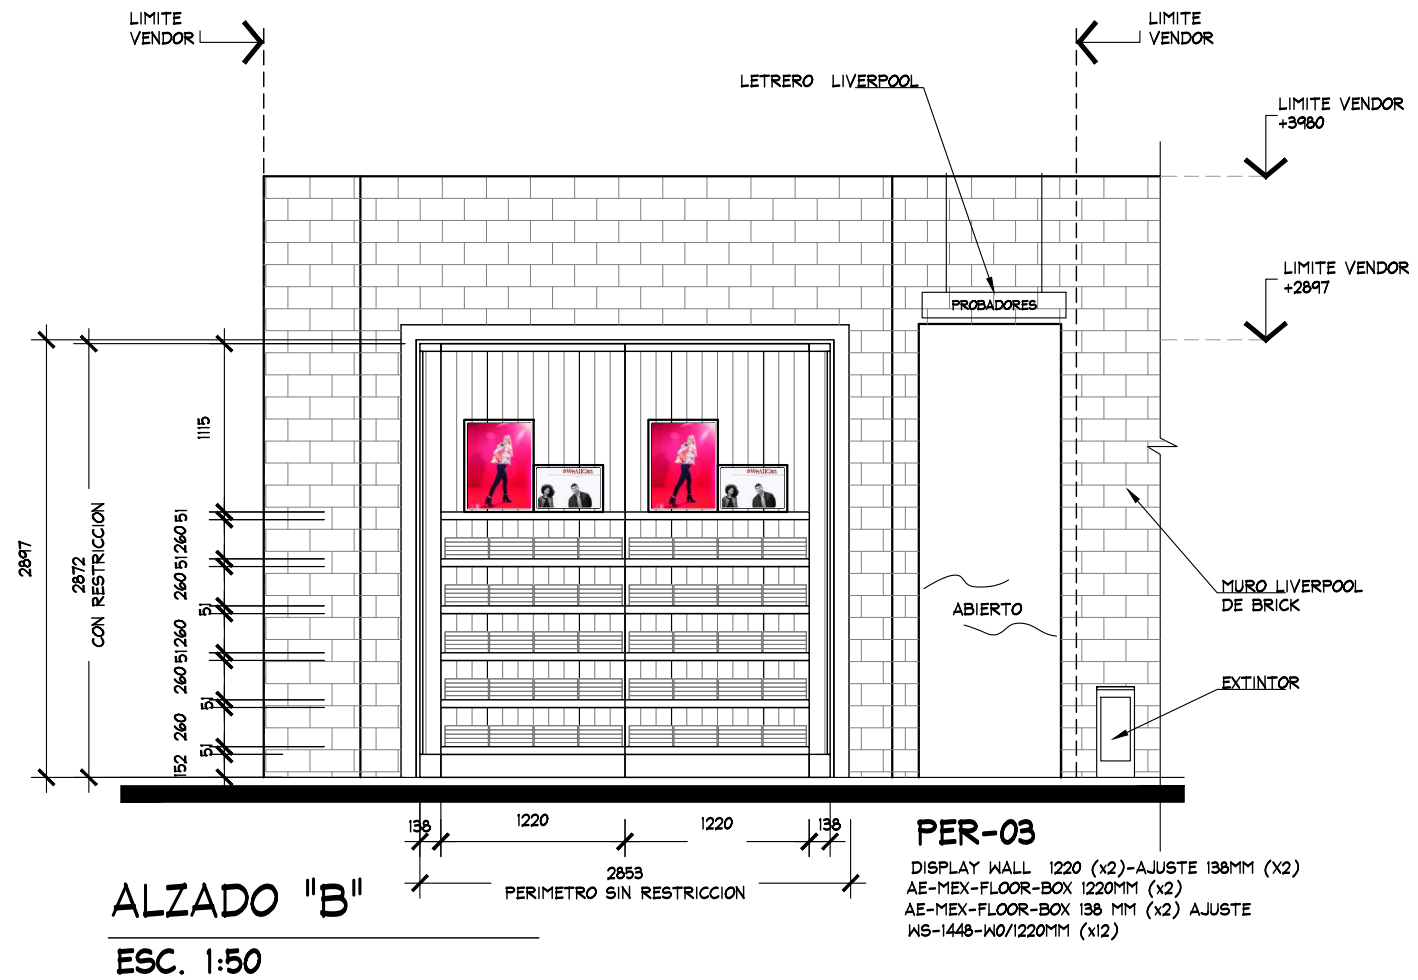 LIMITE
VENDOR
LIMITE
VENDOR
LETRERO LIVERPOOL
LIMITE VENDOR
+3980
LIMITE VENDOR
+2897
PROBADORES
1115
51
260
51
260
51
260
51
260
51
260
51
152
2897
2872
CON RESTRICCION
#WeAllCan
#WeAllCan
ABIERTO
MURO LIVERPOOL
DE BRICK
EXTINTOR
138
1220
1220
138
2853
PERIMETRO SIN RESTRICCION
PER-03
DISPLAY WALL 1220 (x2)-AJUSTE 138MM (X2)
AE-MEX-FLOOR-BOX 1220MM (x2)
AE-MEX-FLOOR-BOX 138 MM (x2) AJUSTE
WS-1448-WO/1220MM (x12)
ALZADO "B"
ESC. 1:50